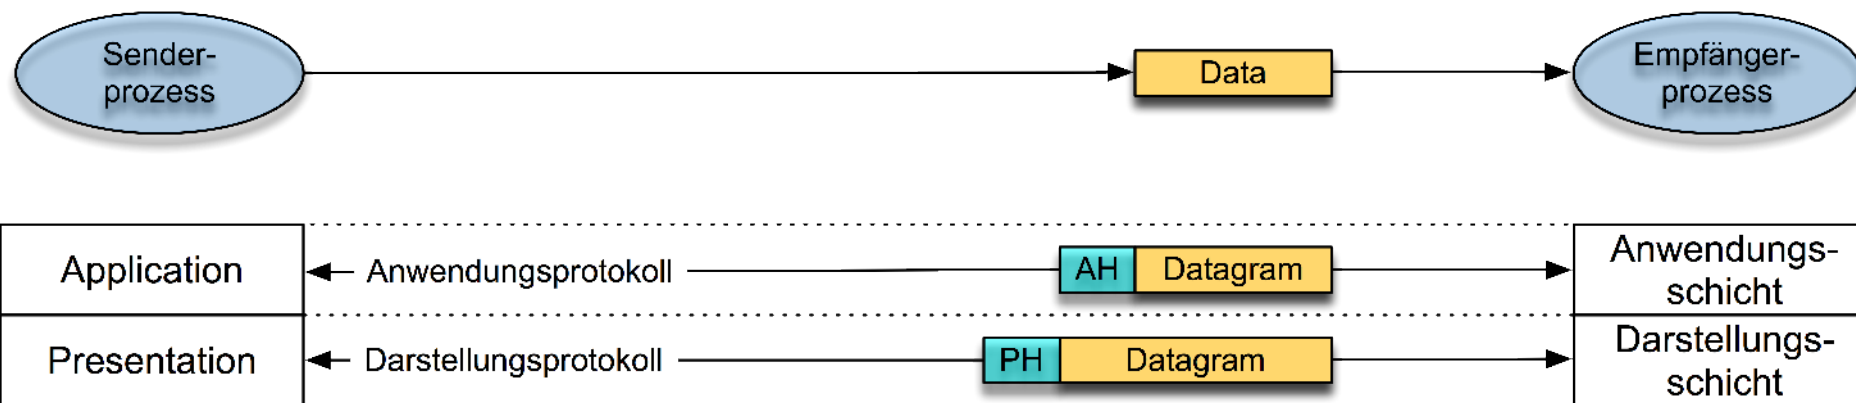 Sender-
prozess
Data
Empfänger-
prozess
Application
Anwendungsprotokoll
AH
Datagram
Anwendungs-
schicht
Presentation
Darstellungsprotokoll
PH
Datagram
Darstellungs-
schicht